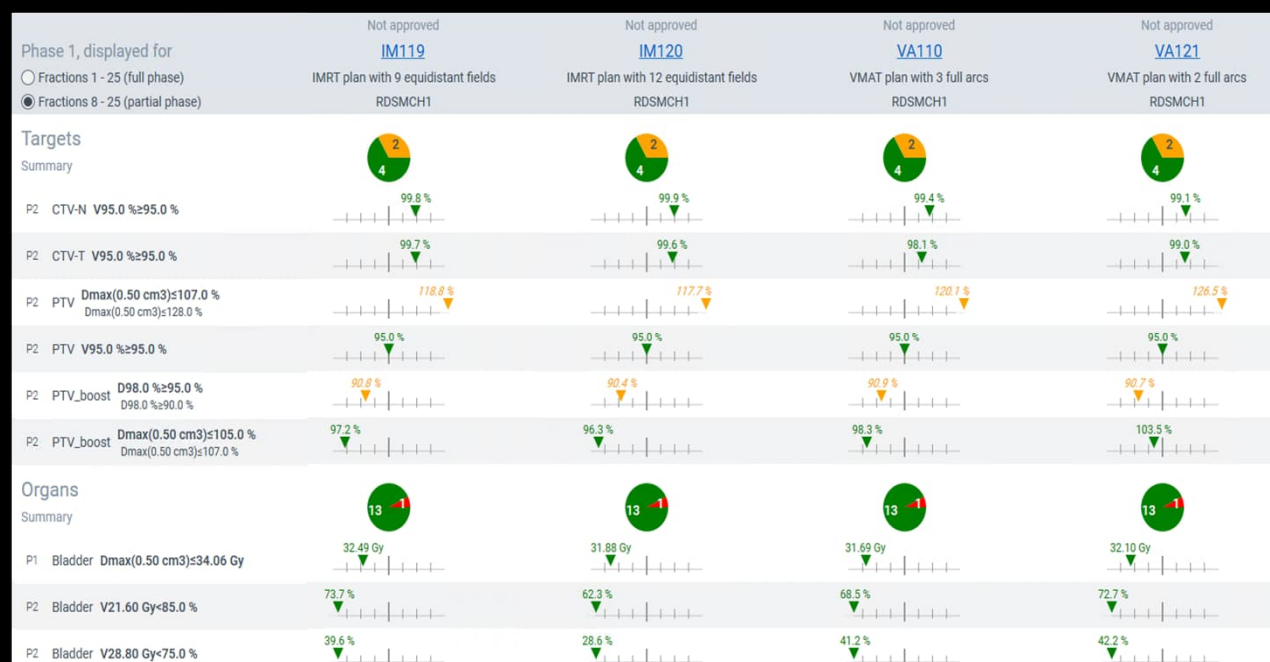 Not approved Not approved Not approved Not approved
Phase 1, displayed for IM119 IM120 VA110 VA121
Fractions 1 - 25 (full phase) IMRT plan with 9 equidistant fields IMRT plan with 12 equidistant fields VMAT plan with 3 full arcs VMAT plan with 2 full arcs
Fractions 8 - 25 (partial phase) RDSMCH1 RDSMCH1 RDSMCH1 RDSMCH1
Targets
Summary
2 4 2 4 2 4 2 4
P2 CTV-N V95.0 %≥95.0 % 99.8 % 99.9 % 99.4 % 99.1 %
P2 CTV-T V95.0 %≥95.0 % 99.7 % 99.6 % 98.1 % 99.0 %
P2 PTV Dmax(0.50 cm3)≤107.0 % 118.8 % 117.7 % 120.1 % 126.5 %
Dmax(0.50 cm3)≤128.0 %
P2 PTV V95.0 %≥95.0 % 95.0 % 95.0 % 95.0 % 95.0 %
P2 PTV_boost D98.0 %≥95.0 % 90.8 % 90.4 % 90.9 % 90.7 %
D98.0 %≥90.0 %
P2 PTV_boost Dmax(0.50 cm3)≤105.0 % 97.2 % 96.3 % 98.3 % 103.5 %
Dmax(0.50 cm3)≤107.0 %
Organs
Summary
13 1 13 1 13 1 13 1
P1 Bladder Dmax(0.50 cm3)≤34.06 Gy 32.49 Gy 31.88 Gy 31.69 Gy 32.10 Gy
P2 Bladder V21.60 Gy<85.0 % 73.7 % 62.3 % 68.5 % 72.7 %
P2 Bladder V28.80 Gy<75.0 % 39.6 % 28.6 % 41.2 % 42.2 %